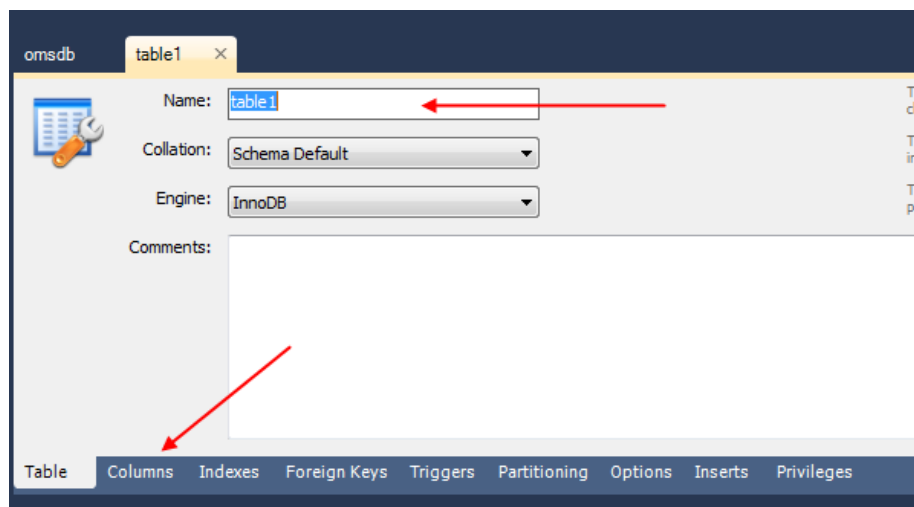 omsdb table1 ×
Name: table1
Collation: Schema Default
Engine: InnoDB
Comments:
Table Columns Indexes Foreign Keys Triggers Partitioning Options Inserts Privileges